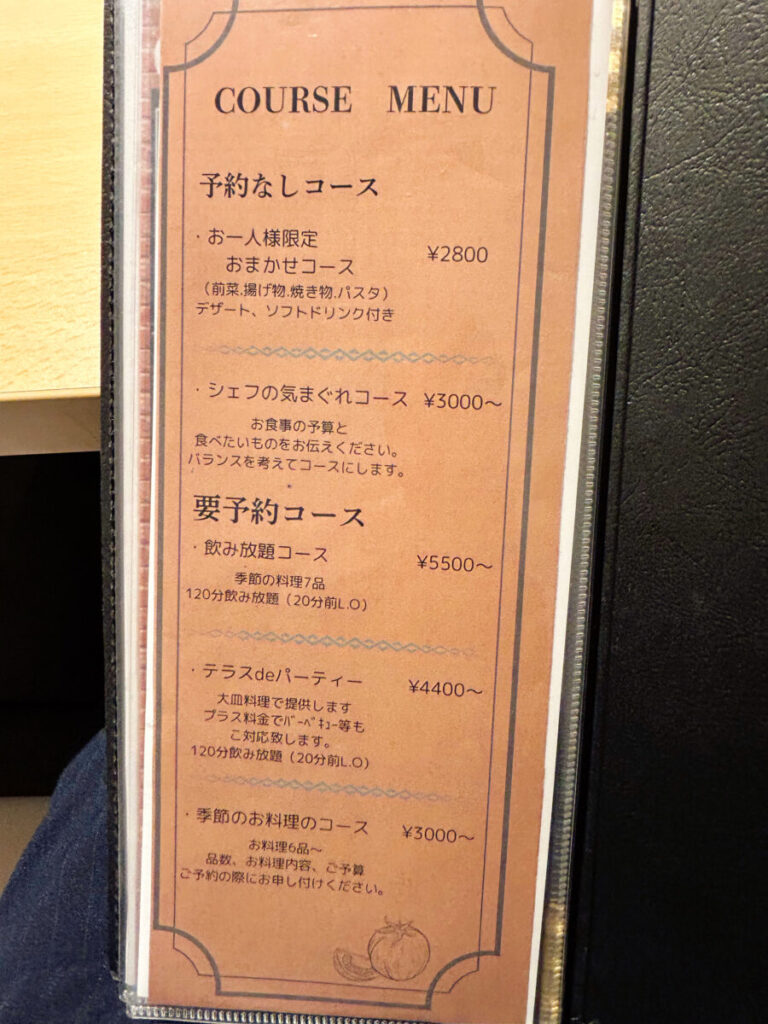 COURSE MENU
予約なしコース
・お一人様限定
おまかせコース
¥2800
(前菜.揚げ物.焼き物.パスタ)
デザート、ソフトドリンク付き
・シェフの気まぐれコース ¥3000～
お食事の予算と
食べたいものをお伝えください。
バランスを考えてコースにします。
要予約コース
・飲み放題コース ¥5500～
季節の料理7品
120分飲み放題(20分前L.O)
・テラスdeパーティー ¥4400～
大皿料理で提供します
プラス料金でﾊﾞｰﾍﾞｷｭｰ等も
ご対応致します。
120分飲み放題(20分前L.O)
・季節のお料理のコース ¥3000～
お料理6品～
品数、お料理内容、ご予算
ご予約の際にお申し付けください。